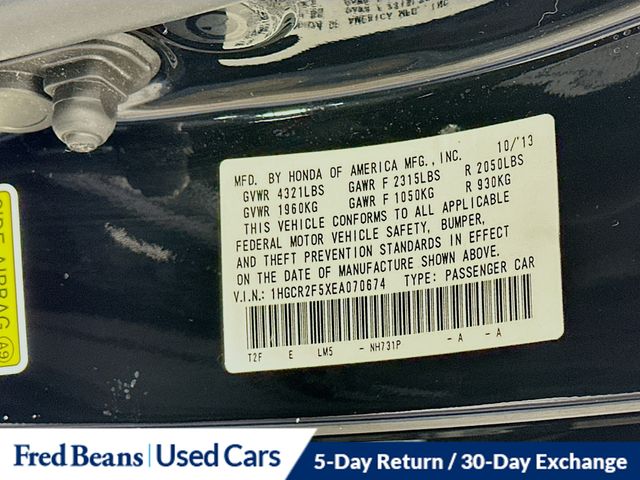 MFD. BY HONDA OF AMERICA MFG., INC. 10/'13
GVWR 4321LBS GAWR F 2315LBS R 2050LBS
GVWR 1960KG GAWR F 1050KG R 930KG
THIS VEHICLE CONFORMS TO ALL APPLICABLE
FEDERAL MOTOR VEHICLE SAFETY, BUMPER,
AND THEFT PREVENTION STANDARDS IN EFFECT
ON THE DATE OF MANUFACTURE SHOWN ABOVE.
V.I.N.: 1HGCR2F5XEA070674 TYPE: PASSENGER CAR
T2F E LM5 - NH731P - A - A
SIDE AIRBAG A9
Fred Beans Used Cars
5-Day Return / 30-Day Exchange